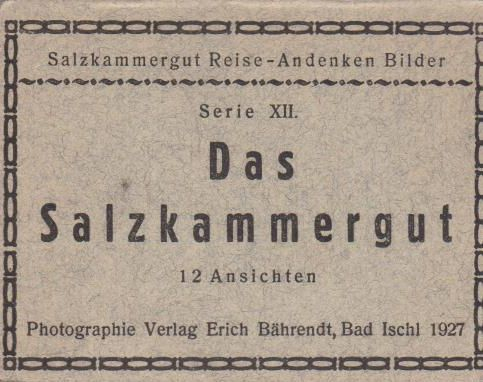 Salzkammergut Reise-Andenken Bilder
Serie XII.
Das
Salzkammergut
12 Ansichten
Photographie Verlag Erich Bährendt, Bad Ischl 1927